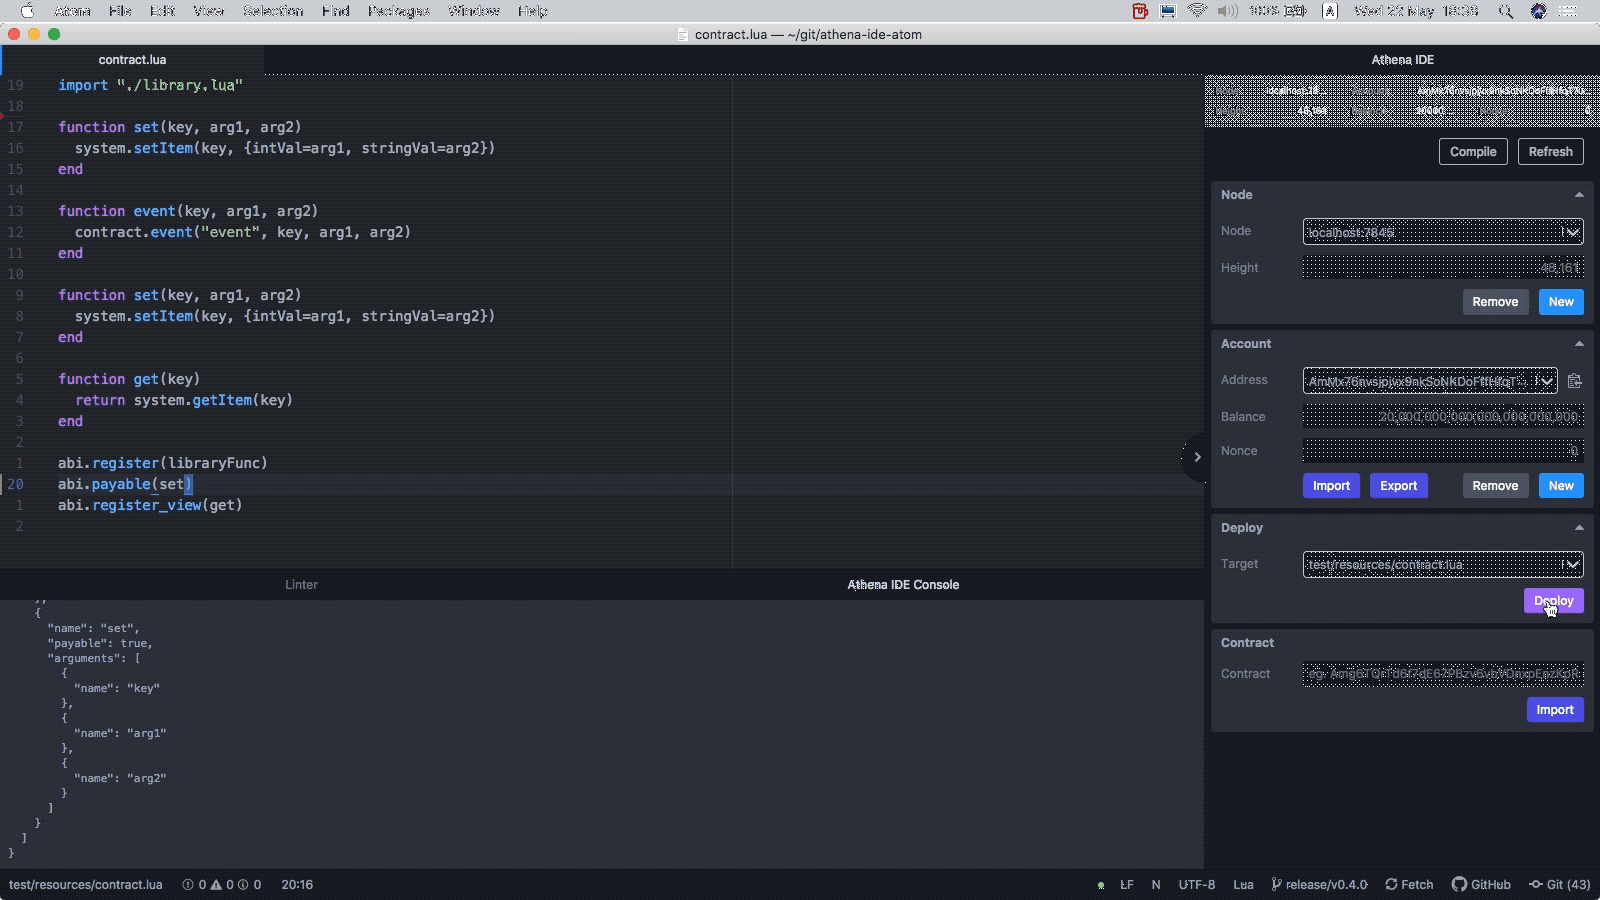 Atom File Edit View Selection Find Packages Window Help
100% A Wed 22 May 18:38
contract.lua — ~/git/athena-ide-atom
contract.lua
19 import "./library.lua"
18
17 function set(key, arg1, arg2)
16 system.setItem(key, {intVal=arg1, stringVal=arg2})
15 end
14
13 function event(key, arg1, arg2)
12 contract.event("event", key, arg1, arg2)
11 end
10
9 function set(key, arg1, arg2)
8 system.setItem(key, {intVal=arg1, stringVal=arg2})
7 end
6
5 function get(key)
4 return system.getItem(key)
3 end
2
1 abi.register(libraryFunc)
20 abi.payable(set)
1 abi.register_view(get)
2
Linter
Athena IDE Console
},
{
"name": "set",
"payable": true,
"arguments": [
{
"name": "key"
},
{
"name": "arg1"
},
{
"name": "arg2"
}
]
}
]
}
Athena IDE
Compile Refresh
Node
Node localhost:7845
Height 48,161
Remove New
Account
Address
Balance 20,000,000,000,000,000,000,000
Nonce 0
Import Export Remove New
Deploy
Target test/resources/contract.lua
Deploy
Contract
Contract
Import
test/resources/contract.lua 0 0 0 20:16
LF N UTF-8 Lua release/v0.4.0 Fetch GitHub Git (43)